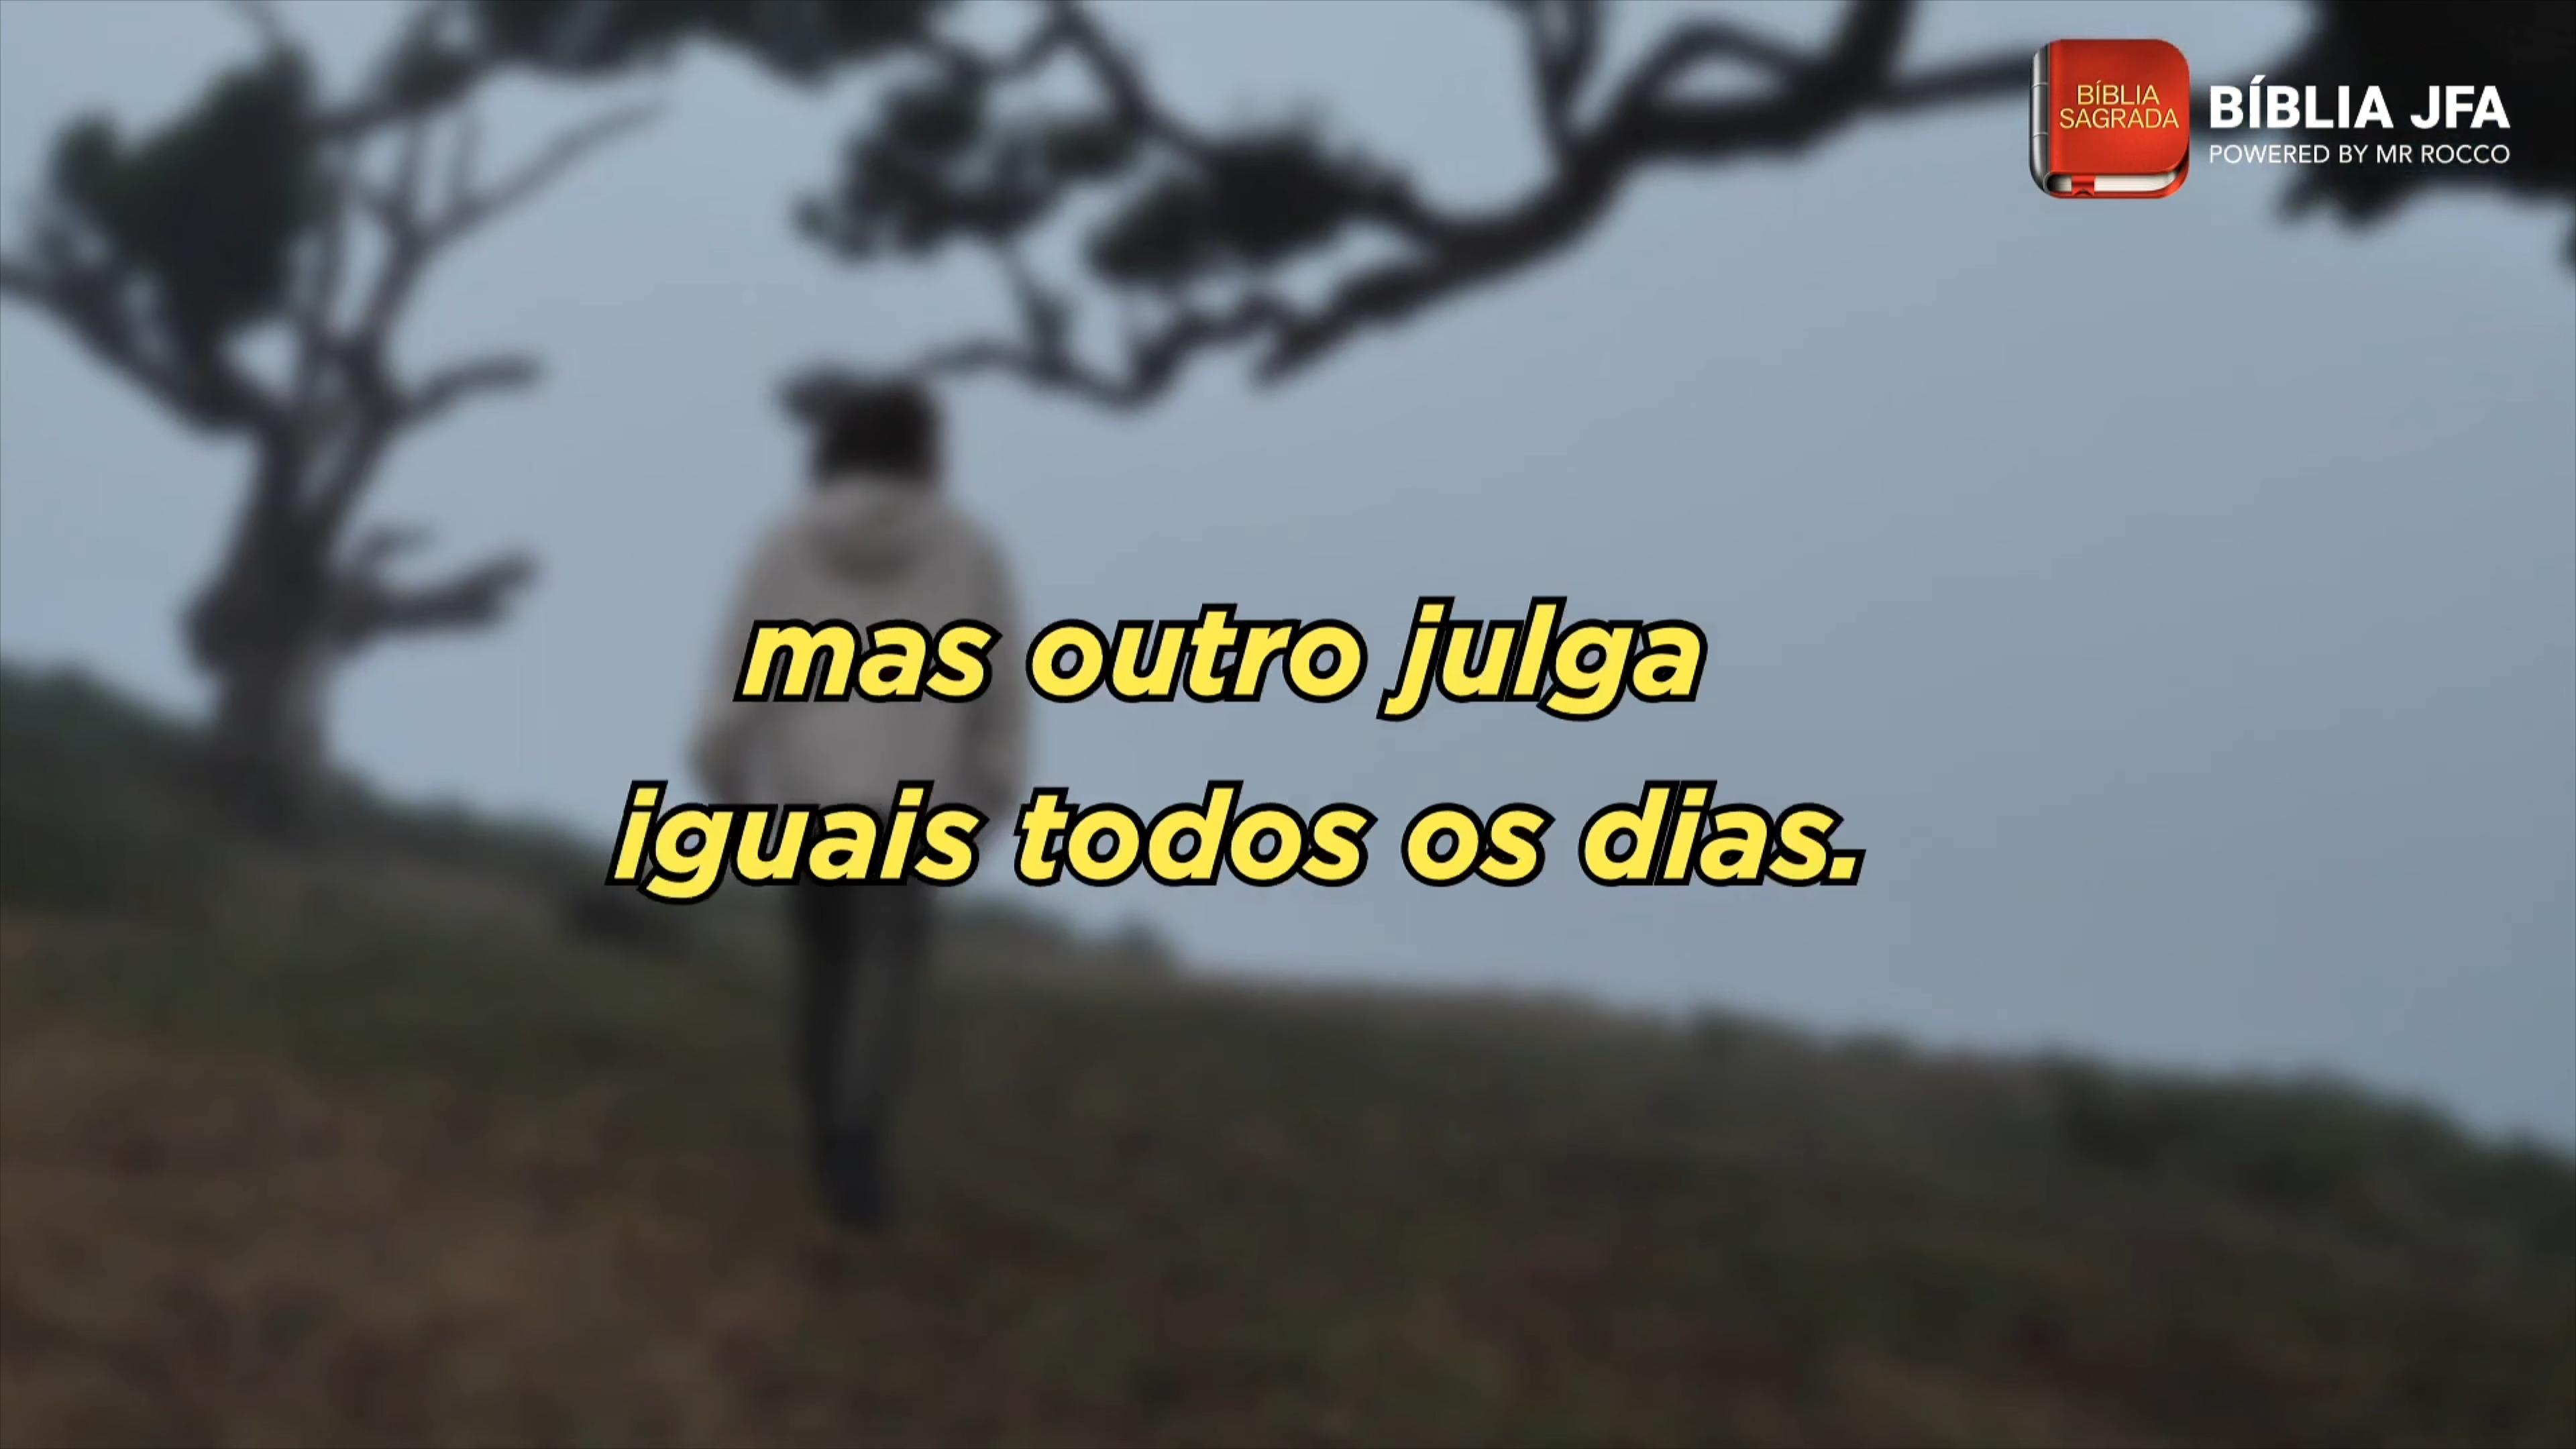 BÍBLIA
SAGRADA
BÍBLIA JFA
POWERED BY MR ROCCO
mas outro julga
iguais todos os dias.